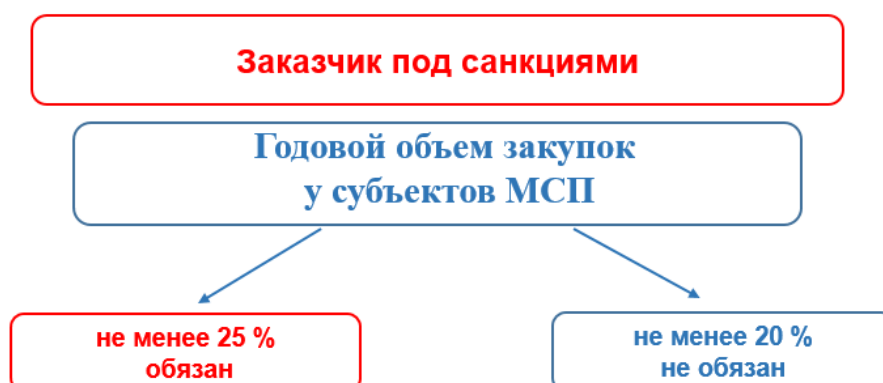 Заказчик под санкциями
Годовой объем закупок
у субъектов МСП
не менее 25 %
обязан
не менее 20 %
не обязан